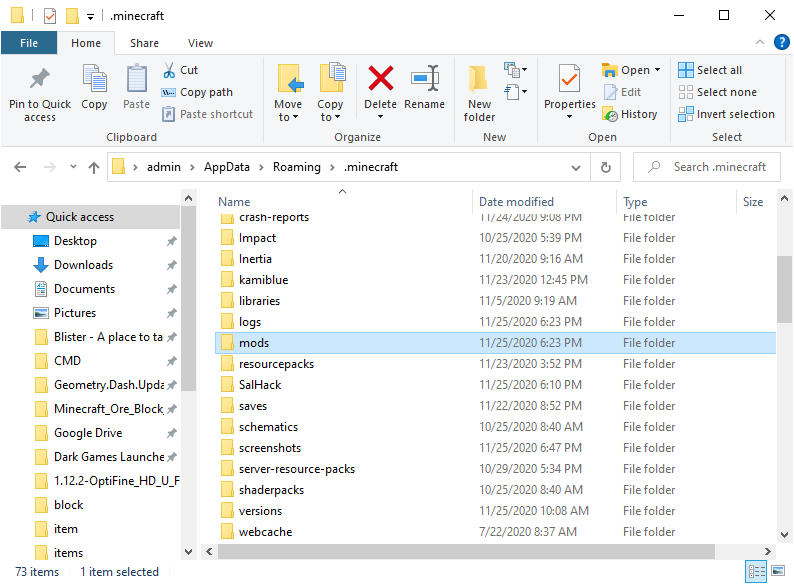 .minecraft
File Home Share View
Pin to Quick access
Copy
Paste
Cut
Copy path
Paste shortcut
Clipboard
Move to
Copy to
Delete
Rename
Organize
New folder
New
Properties
Open
Edit
History
Open
Select all
Select none
Invert selection
Select
admin > AppData > Roaming > .minecraft
Search .minecraft
Quick access
Desktop
Downloads
Documents
Pictures
Blister - A place to ta
CMD
Geometry.Dash.Upda
Minecraft_Ore_Block_
Google Drive
Dark Games Launche
1.12.2-OptiFine_HD_U_F
block
item
items
Name Date modified Type Size
crash-reports 11/24/2020 9:08 PM File folder
Impact 10/25/2020 5:39 PM File folder
Inertia 11/20/2020 9:16 AM File folder
kamiblue 11/23/2020 12:45 PM File folder
libraries 11/5/2020 9:19 AM File folder
logs 11/25/2020 6:23 PM File folder
mods 11/25/2020 6:23 PM File folder
resourcepacks 11/23/2020 3:52 PM File folder
SalHack 11/25/2020 6:10 PM File folder
saves 11/22/2020 8:52 PM File folder
schematics 10/25/2020 8:40 AM File folder
screenshots 11/25/2020 6:47 PM File folder
server-resource-packs 10/29/2020 5:34 PM File folder
shaderpacks 10/25/2020 8:40 AM File folder
versions 11/25/2020 10:08 AM File folder
webcache 7/22/2020 8:37 AM File folder
73 items 1 item selected